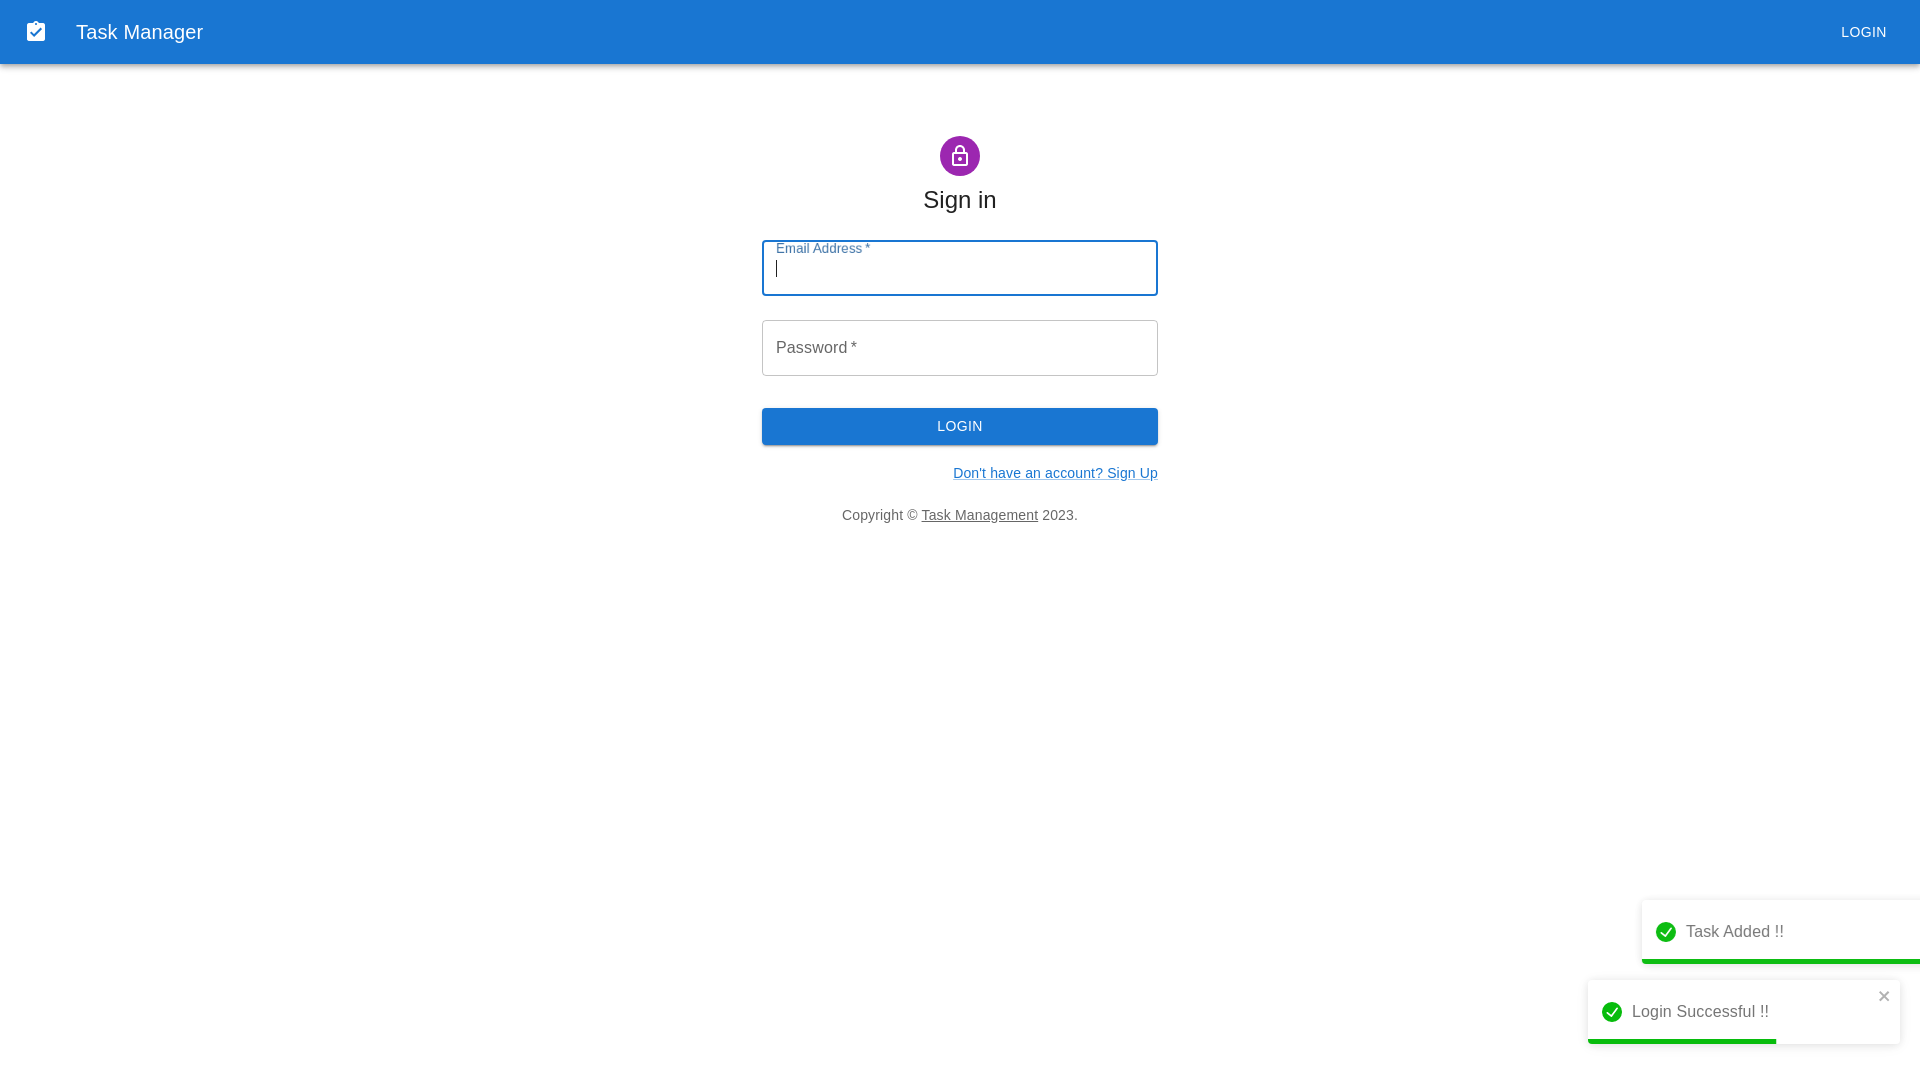 Task Manager
LOGIN
Sign in
Email Address *
Password *
LOGIN
Don't have an account? Sign Up
Copyright © Task Management 2023.
Task Added !!
Login Successful !!